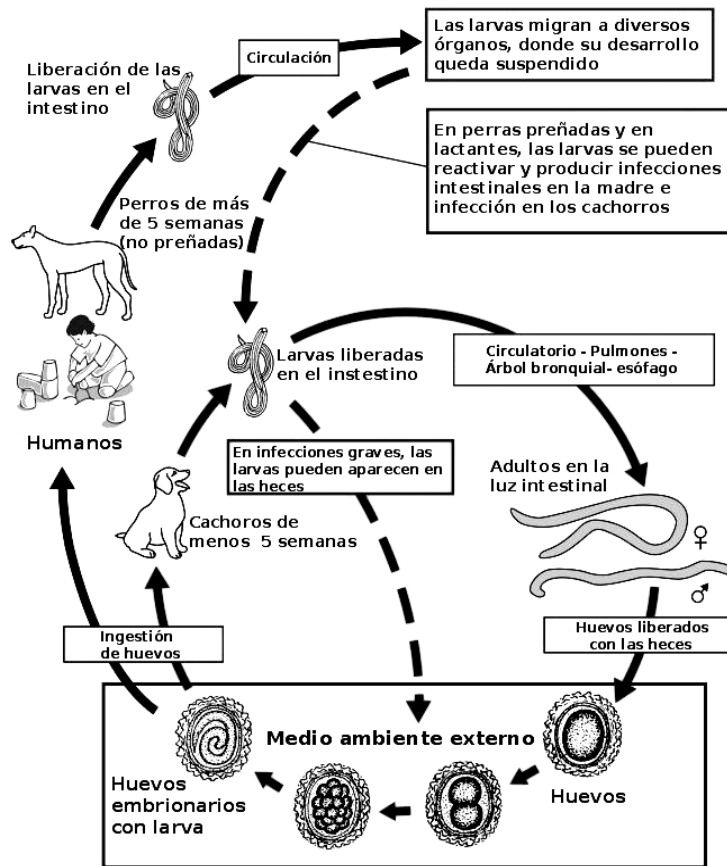 Las larvas migran a diversos
órganos, donde su desarrollo
queda suspendido
Circulación
Liberación de las
larvas en el
intestino
En perras preñadas y en
lactantes, las larvas se pueden
reactivar y producir infecciones
intestinales en la madre e
infección en los cachorros
Perros de más
de 5 semanas
(no preñadas)
Larvas liberadas
en el instestino
Circulatorio - Pulmones -
Árbol bronquial- esófago
Humanos
En infecciones graves, las
larvas pueden aparecen en
las heces
Adultos en la
luz intestinal
♀
♂
Cachoros de
menos 5 semanas
Ingestión
de huevos
Huevos liberados
con las heces
Medio ambiente externo
Huevos
embrionarios
con larva
Huevos